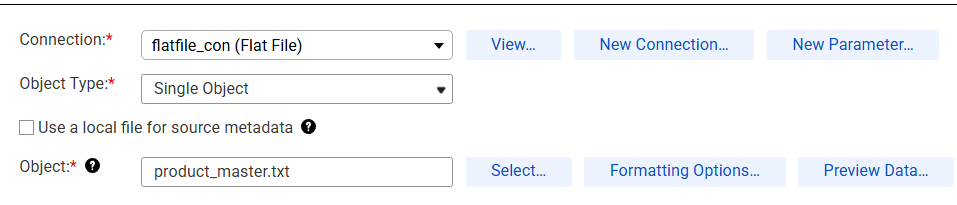 Connection:* flatfile_con (Flat File) View... New Connection... New Parameter...
Object Type:* Single Object
Use a local file for source metadata ?
Object:* ? product_master.txt Select... Formatting Options... Preview Data...